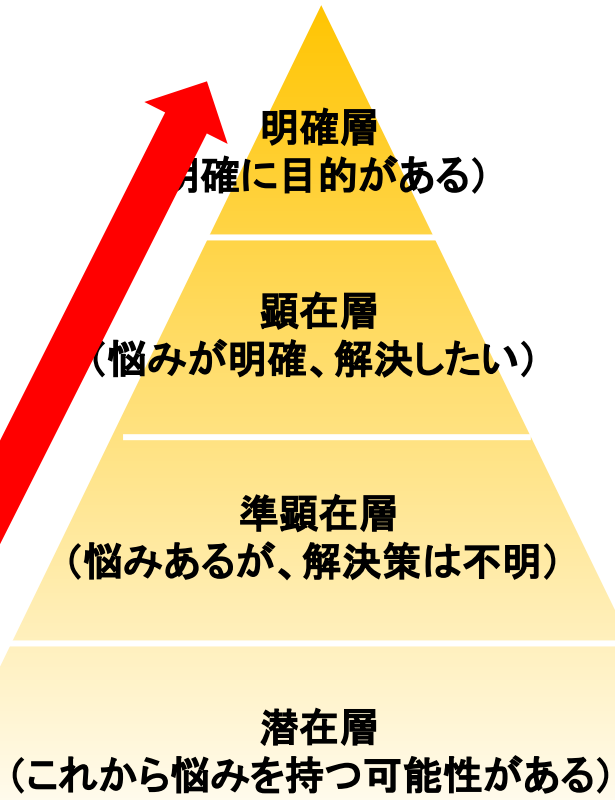 明確層
明確に目的がある）
顕在層
（悩みが明確、解決したい）
準顕在層
（悩みあるが、解決策は不明）
潜在層
（これから悩みを持つ可能性がある）